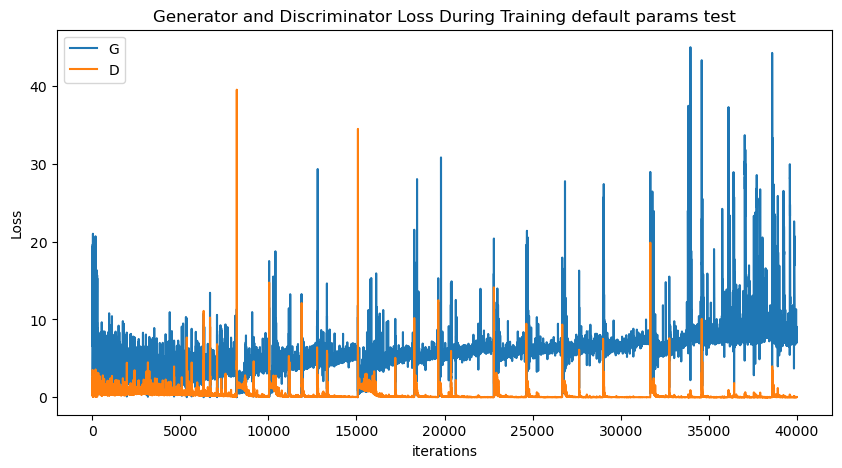 Generator and Discriminator Loss During Training default params test
G
D
Loss
40
30
20
10
0
0 5000 10000 15000 20000 25000 30000 35000 40000
iterations